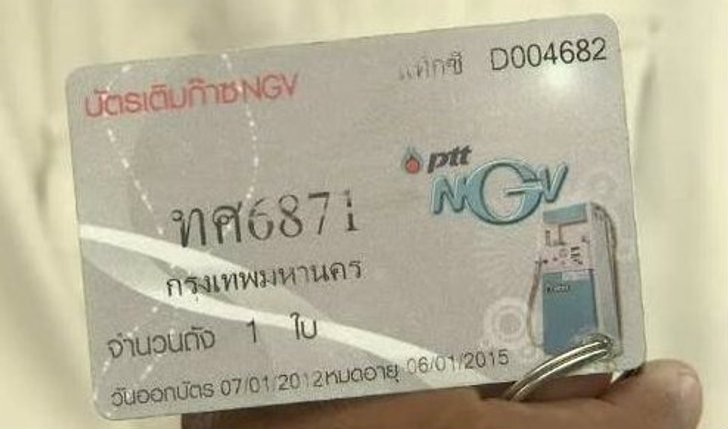 แท็กซี่ D004682
บัตรเติมก๊าซNGV
ptt
NGV
ทศ6871
กรุงเทพมหานคร
จำนวนถัง 1 ใบ
วันออกบัตร 07/01/2012หมดอายุ 06/01/2015